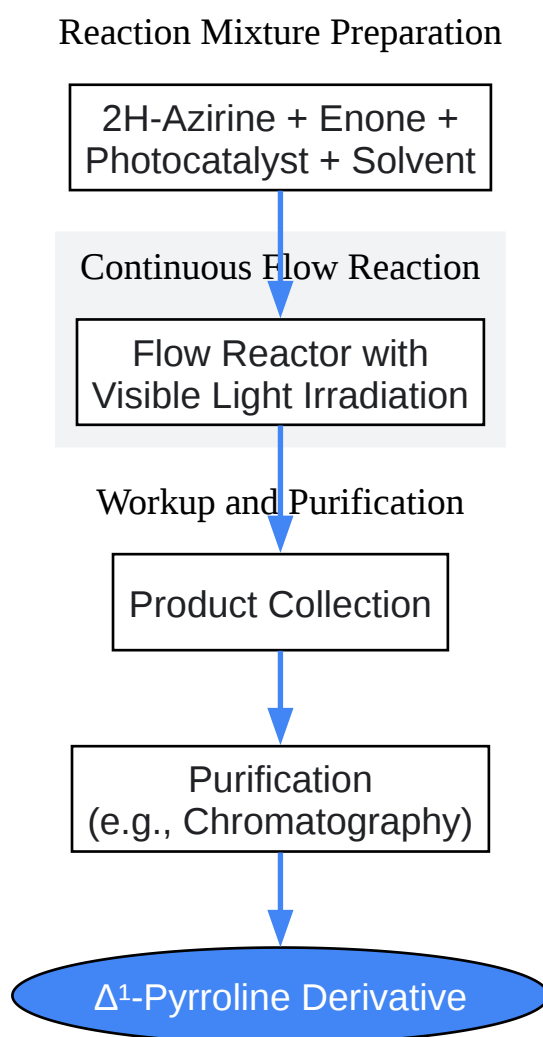 Reaction Mixture Preparation
2H-Azirine + Enone +
Photocatalyst + Solvent
Continuous Flow Reaction
Flow Reactor with
Visible Light Irradiation
Workup and Purification
Product Collection
Purification
(e.g., Chromatography)
Δ¹-Pyrroline Derivative